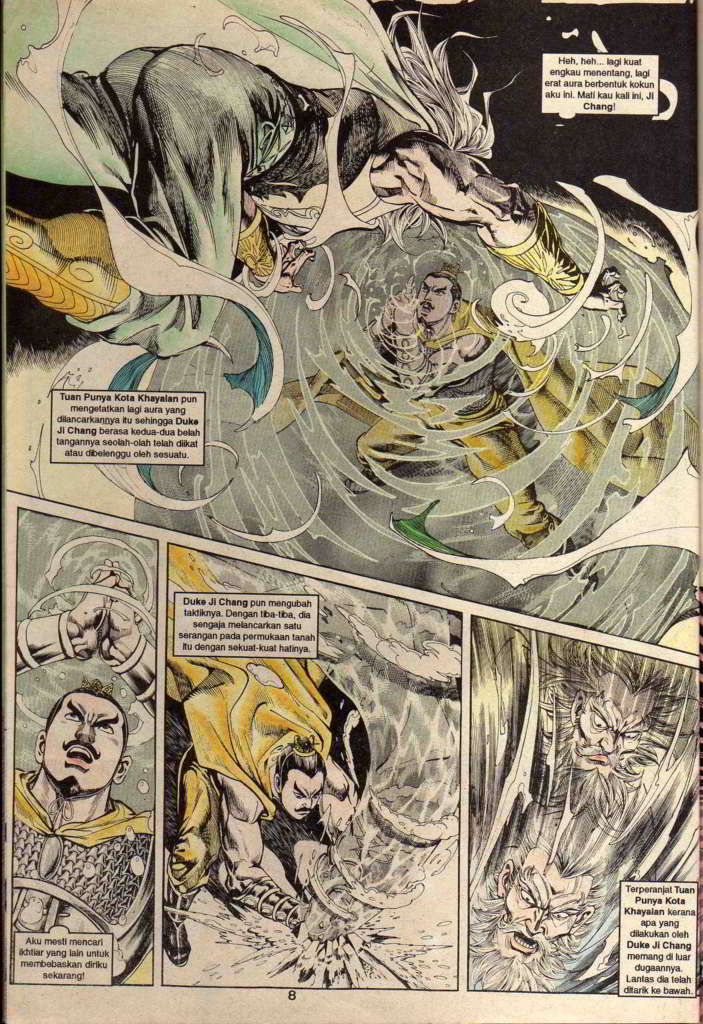 Heh, heh... lagi kuat
engkau menentang, lagi
erat aura berbentuk kokun
aku ini. Mati kau kali ini, Ji
Chang!
Tuan Punya Kota Khayalan pun
mengetatkan lagi aura yang
dilancarkannya itu sehingga Duke
Ji Chang berasa kedua-dua belah
tangannya seolah-olah telah diikat
atau dibelenggu oleh sesuatu.
Aku mesti mencari
ikhtiar yang lain untuk
membebaskan diriku
sekarang!
Duke Ji Chang pun mengubah
taktiknya. Dengan tiba-tiba, dia
sengaja melancarkan satu
serangan pada permukaan tanah
itu dengan sekuat-kuat hatinya.
Terperanjat Tuan
Punya Kota
Khayalan kerana
apa yang
dilakukan oleh
Duke Ji Chang
memang di luar
dugaannya.
Lantas dia telah
ditarik ke bawah.
8